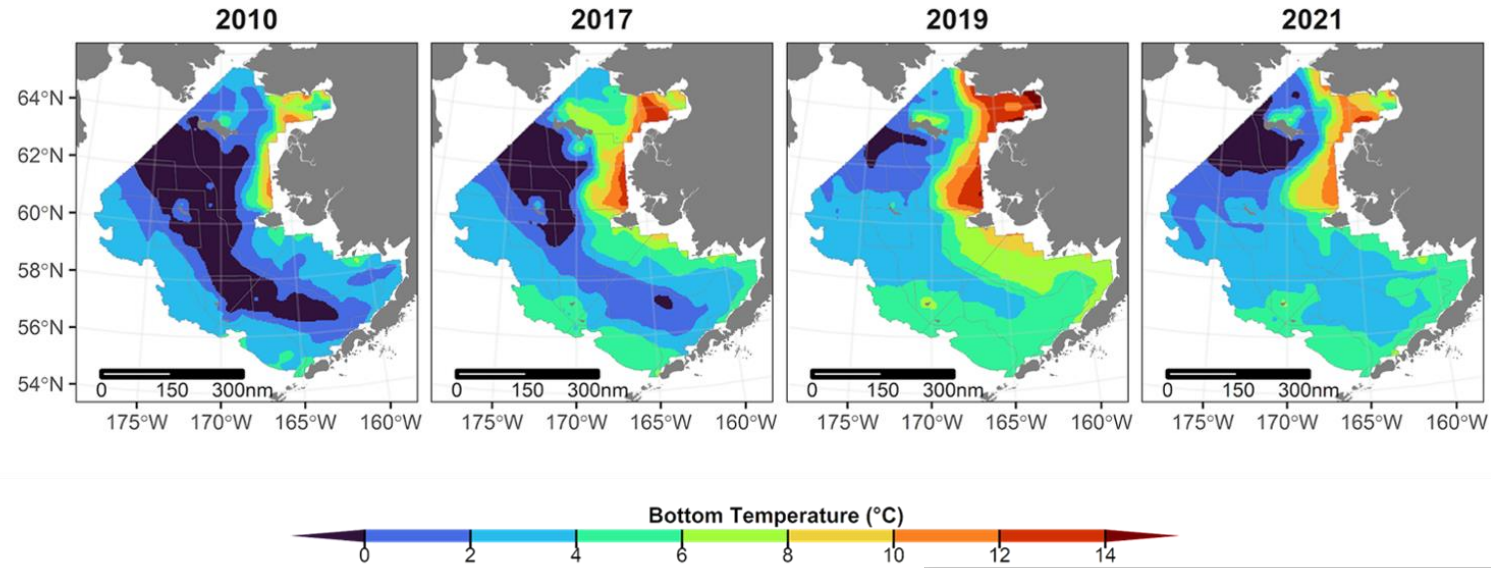 2010 2017 2019 2021
64°N
62°N
60°N
58°N
56°N
54°N
0 150 300nm 0 150 300nm 0 150 300nm 0 150 300nm
175°W 170°W 165°W 160°W 175°W 170°W 165°W 160°W 175°W 170°W 165°W 160°W 175°W 170°W 165°W 160°W
Bottom Temperature (°C)
0 2 4 6 8 10 12 14